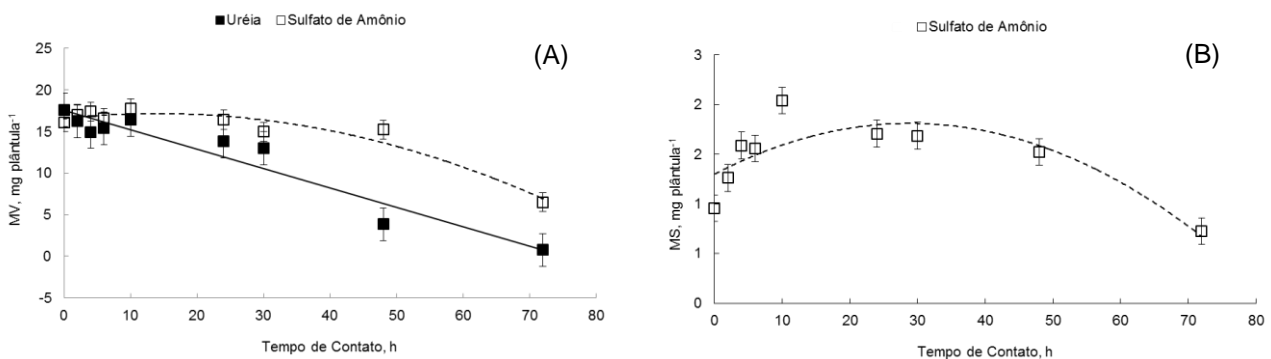 ■Uréia □Sulfato de Amônio
(A)
MV, mg plântula⁻¹
25
20
15
10
5
0
-5
0 10 20 30 40 50 60 70 80
Tempo de Contato, h
□Sulfato de Amônio
(B)
MS, mg plântula⁻¹
3
2
2
1
1
0
0 10 20 30 40 50 60 70 80
Tempo de Contato, h